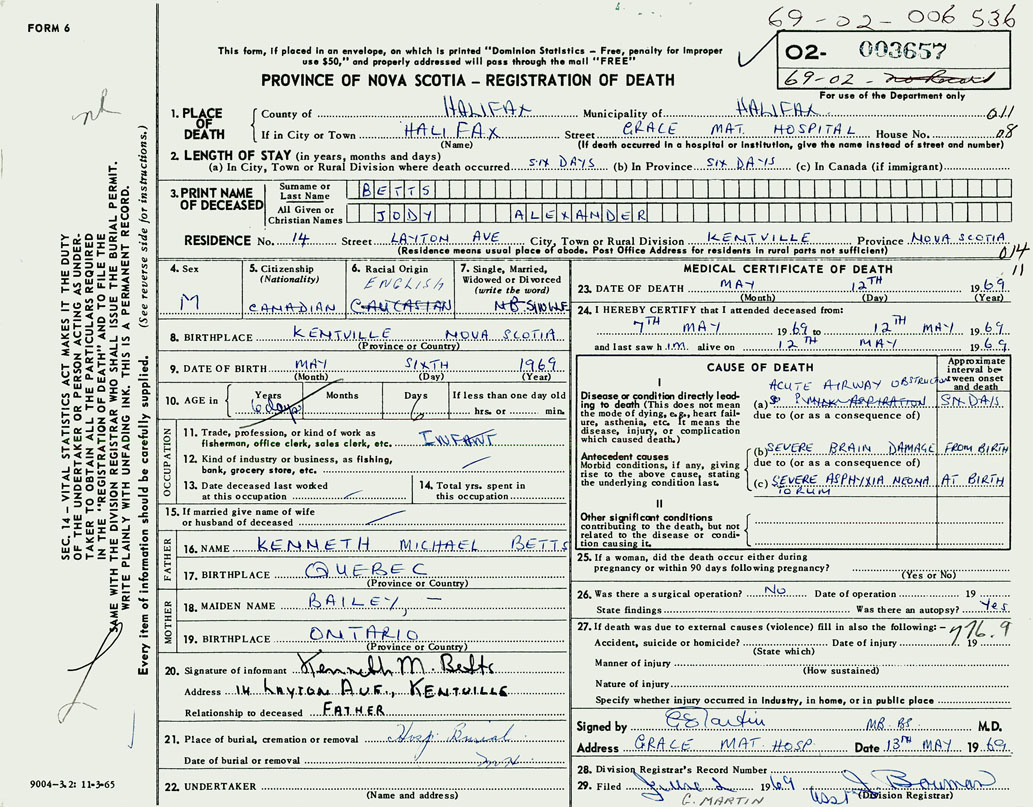 FORM 6
69-02-006 536
This form, if placed in an envelope, on which is printed "Dominion Statistics – Free, penalty for improper
use $50," and properly addressed will pass through the mail "FREE"
PROVINCE OF NOVA SCOTIA – REGISTRATION OF DEATH
02- 003657
69-02 -
For use of the Department only
1. PLACE OF DEATH
County of HALIFAX Municipality of HALIFAX 011
If in City or Town HALIFAX Street GRACE MAT. HOSPITAL House No. 08
(Name) (If death occurred in a hospital or institution, give the name instead of street and number)
2. LENGTH OF STAY (in years, months and days)
(a) In City, Town or Rural Division where death occurred SIX DAYS (b) In Province SIX DAYS (c) In Canada (if immigrant)
3. PRINT NAME OF DECEASED
Surname or Last Name BETTS
All Given or Christian Names JODY ALEXANDER
RESIDENCE No. 14 Street LAYTON AVE City, Town or Rural Division KENTVILLE Province NOVA SCOTIA
(Residence means usual place of abode. Post Office Address for residents in rural parts not sufficient)
014
11
4. Sex M
5. Citizenship (Nationality) CANADIAN
6. Racial Origin ENGLISH CAUCASIAN
7. Single, Married, Widowed or Divorced (write the word)
8. BIRTHPLACE KENTVILLE NOVA SCOTIA
(Province or Country)
9. DATE OF BIRTH MAY SIXTH 1969
(Month) (Day) (Year)
10. AGE in Years Months Days If less than one day old
6 days 6 hrs. or min.
OCCUPATION
11. Trade, profession, or kind of work as fisherman, office clerk, sales clerk, etc. INFANT
12. Kind of industry or business, as fishing, bank, grocery store, etc.
13. Date deceased last worked at this occupation
14. Total yrs. spent in this occupation
15. If married give name of wife or husband of deceased
FATHER
16. NAME KENNETH MICHAEL BETTS
17. BIRTHPLACE QUEBEC
(Province or Country)
MOTHER
18. MAIDEN NAME BAILEY, —
19. BIRTHPLACE ONTARIO
(Province or Country)
20. Signature of informant Kenneth M. Betts
Address 14 LAYTON AVE., KENTVILLE
Relationship to deceased FATHER
21. Place of burial, cremation or removal Hosp. Burial
Date of burial or removal
22. UNDERTAKER
(Name and address)
MEDICAL CERTIFICATE OF DEATH
23. DATE OF DEATH MAY 12TH 1969
(Month) (Day) (Year)
24. I HEREBY CERTIFY that I attended deceased from:
7TH MAY 1969 to 12TH MAY 1969
and last saw him alive on 12TH MAY 1969
CAUSE OF DEATH
Approximate interval between onset and death
I
Disease or condition directly leading to death (This does not mean the mode of dying, e.g., heart failure, asthenia, etc. It means the disease, injury, or complication which caused death.)
ACUTE AIRWAY OBSTRUCTION
(a) ASPIRATION SIX DAYS
due to (or as a consequence of)
Antecedent causes
Morbid conditions, if any, giving rise to the above cause, stating the underlying condition last.
(b) SEVERE BRAIN DAMAGE FROM BIRTH
due to (or as a consequence of)
(c) SEVERE ASPHYXIA NEONATORUM AT BIRTH
II
Other significant conditions contributing to the death, but not related to the disease or condition causing it.
25. If a woman, did the death occur either during pregnancy or within 90 days following pregnancy?
(Yes or No)
26. Was there a surgical operation? No Date of operation 19
State findings Was there an autopsy? Yes
27. If death was due to external causes (violence) fill in also the following: – 776.9
Accident, suicide or homicide? Date of injury 19
(State which)
Manner of injury
(How sustained)
Nature of injury
Specify whether injury occurred in industry, in home, or in public place
Signed by Martin MB. BS. M.D.
Address GRACE MAT. HOSP. Date 13TH MAY 1969
28. Division Registrar's Record Number
29. Filed June 2 1969 J. Bowman
(Division Registrar)
C. MARTIN
SEC. 14 – VITAL STATISTICS ACT MAKES IT THE DUTY
OF THE UNDERTAKER OR PERSON ACTING AS UNDER-
TAKER TO OBTAIN ALL THE PARTICULARS REQUIRED
IN THE "REGISTRATION OF DEATH" AND TO FILE THE
SAME WITH THE DIVISION REGISTRAR WHO SHALL ISSUE THE BURIAL PERMIT.
WRITE PLAINLY WITH UNFADING INK. THIS IS A PERMANENT RECORD.
Every item of information should be carefully supplied. (See reverse side for instructions.)
9004-3.2: 11-3-65